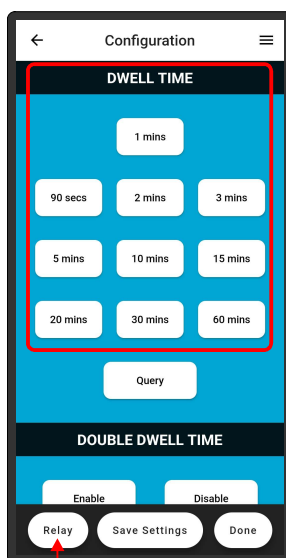 Configuration
DWELL TIME
1 mins
90 secs 2 mins 3 mins
5 mins 10 mins 15 mins
20 mins 30 mins 60 mins
Query
DOUBLE DWELL TIME
Enable Disable
Relay Save Settings Done